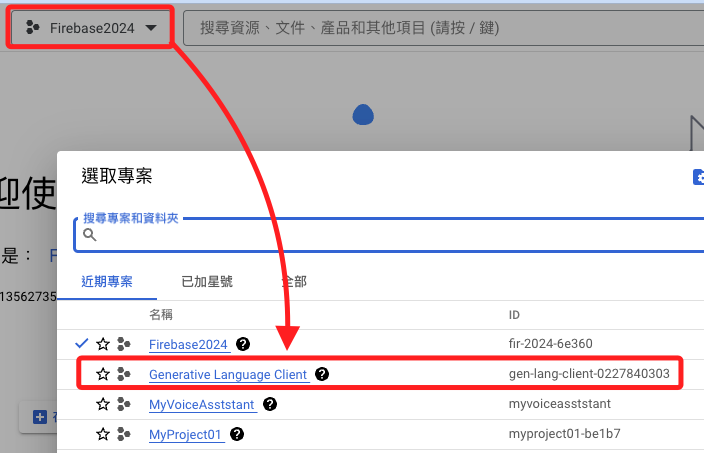 Firebase2024
搜尋資源、文件、產品和其他項目 (請按 / 鍵)
迎使
選取專案
搜尋專案和資料夾
是：
13562735
近期專案 已加星號 全部
名稱 ID
Firebase2024 fir-2024-6e360
Generative Language Client gen-lang-client-0227840303
MyVoiceAsststant myvoiceasststant
MyProject01 myproject01-be1b7